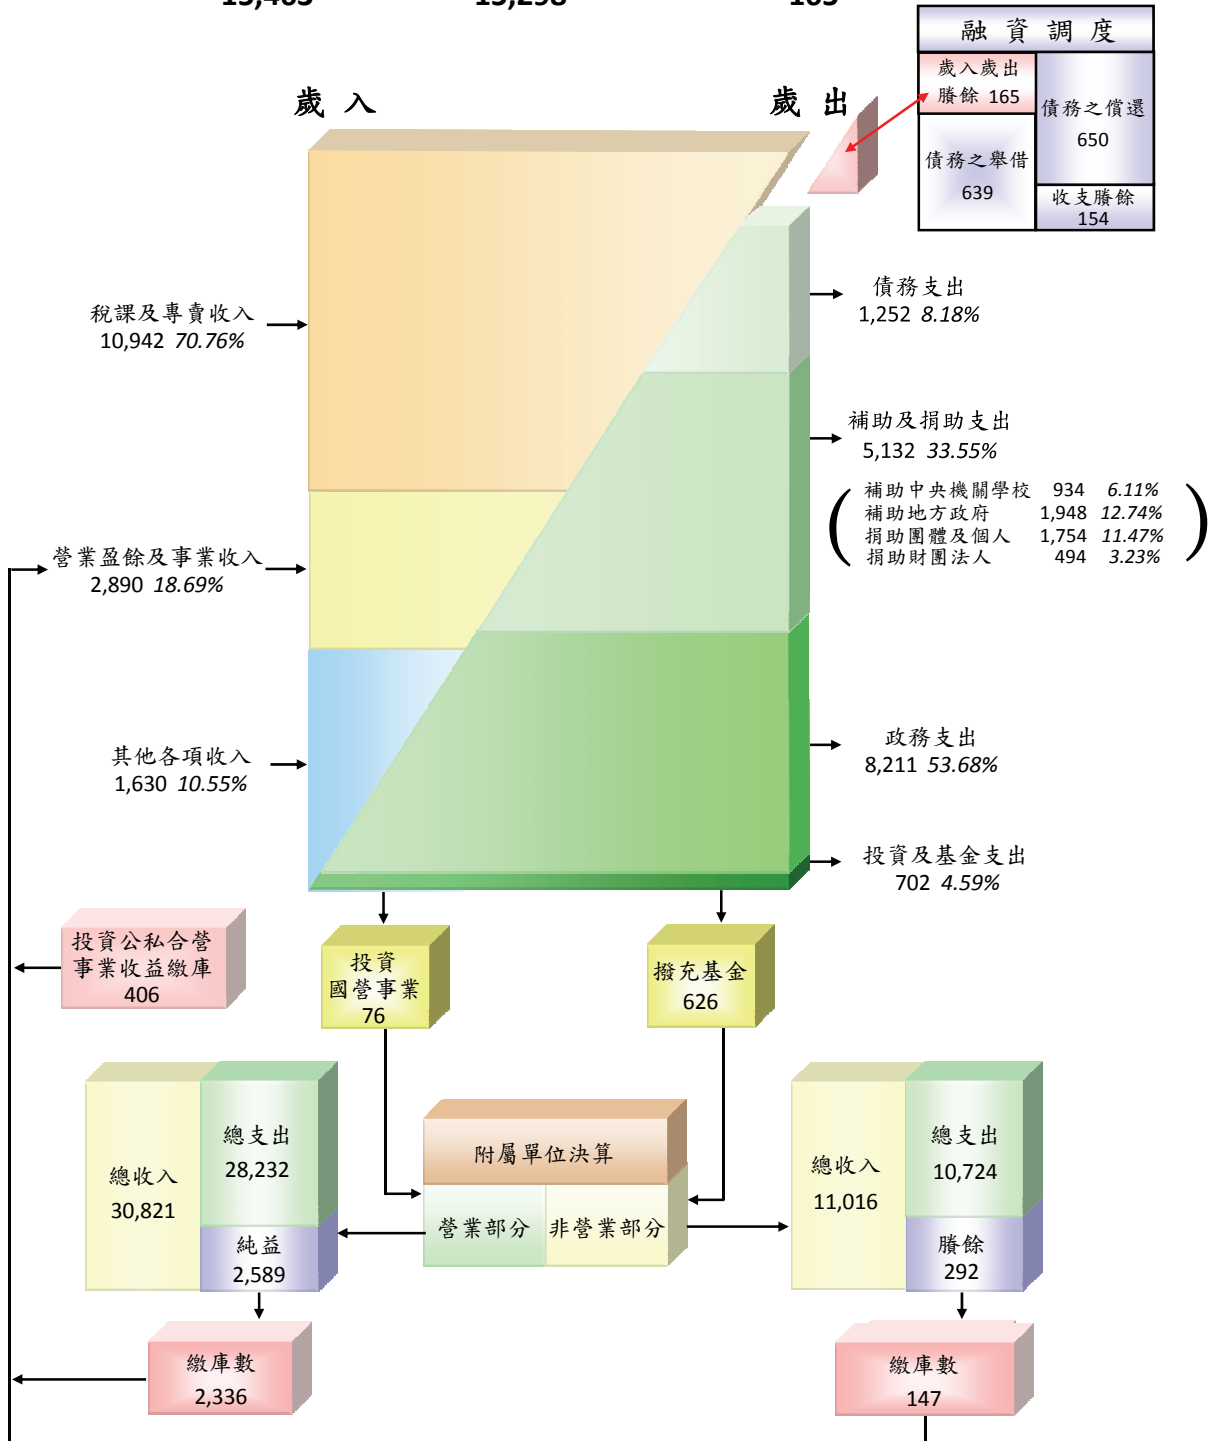 15,463 15,298 165
融資調度
歲入歲出
賸餘 165
債務之償還
650
債務之舉借
639
收支賸餘
154
歲入
歲出
稅課及專賣收入
10,942 70.76%
債務支出
1,252 8.18%
補助及捐助支出
5,132 33.55%
補助中央機關學校 934 6.11%
補助地方政府 1,948 12.74%
捐助團體及個人 1,754 11.47%
捐助財團法人 494 3.23%
營業盈餘及事業收入
2,890 18.69%
其他各項收入
1,630 10.55%
政務支出
8,211 53.68%
投資及基金支出
702 4.59%
投資公私合營
事業收益繳庫
406
投資
國營事業
76
撥充基金
626
總收入
30,821
總支出
28,232
純益
2,589
附屬單位決算
營業部分
非營業部分
總收入
11,016
總支出
10,724
賸餘
292
繳庫數
2,336
繳庫數
147